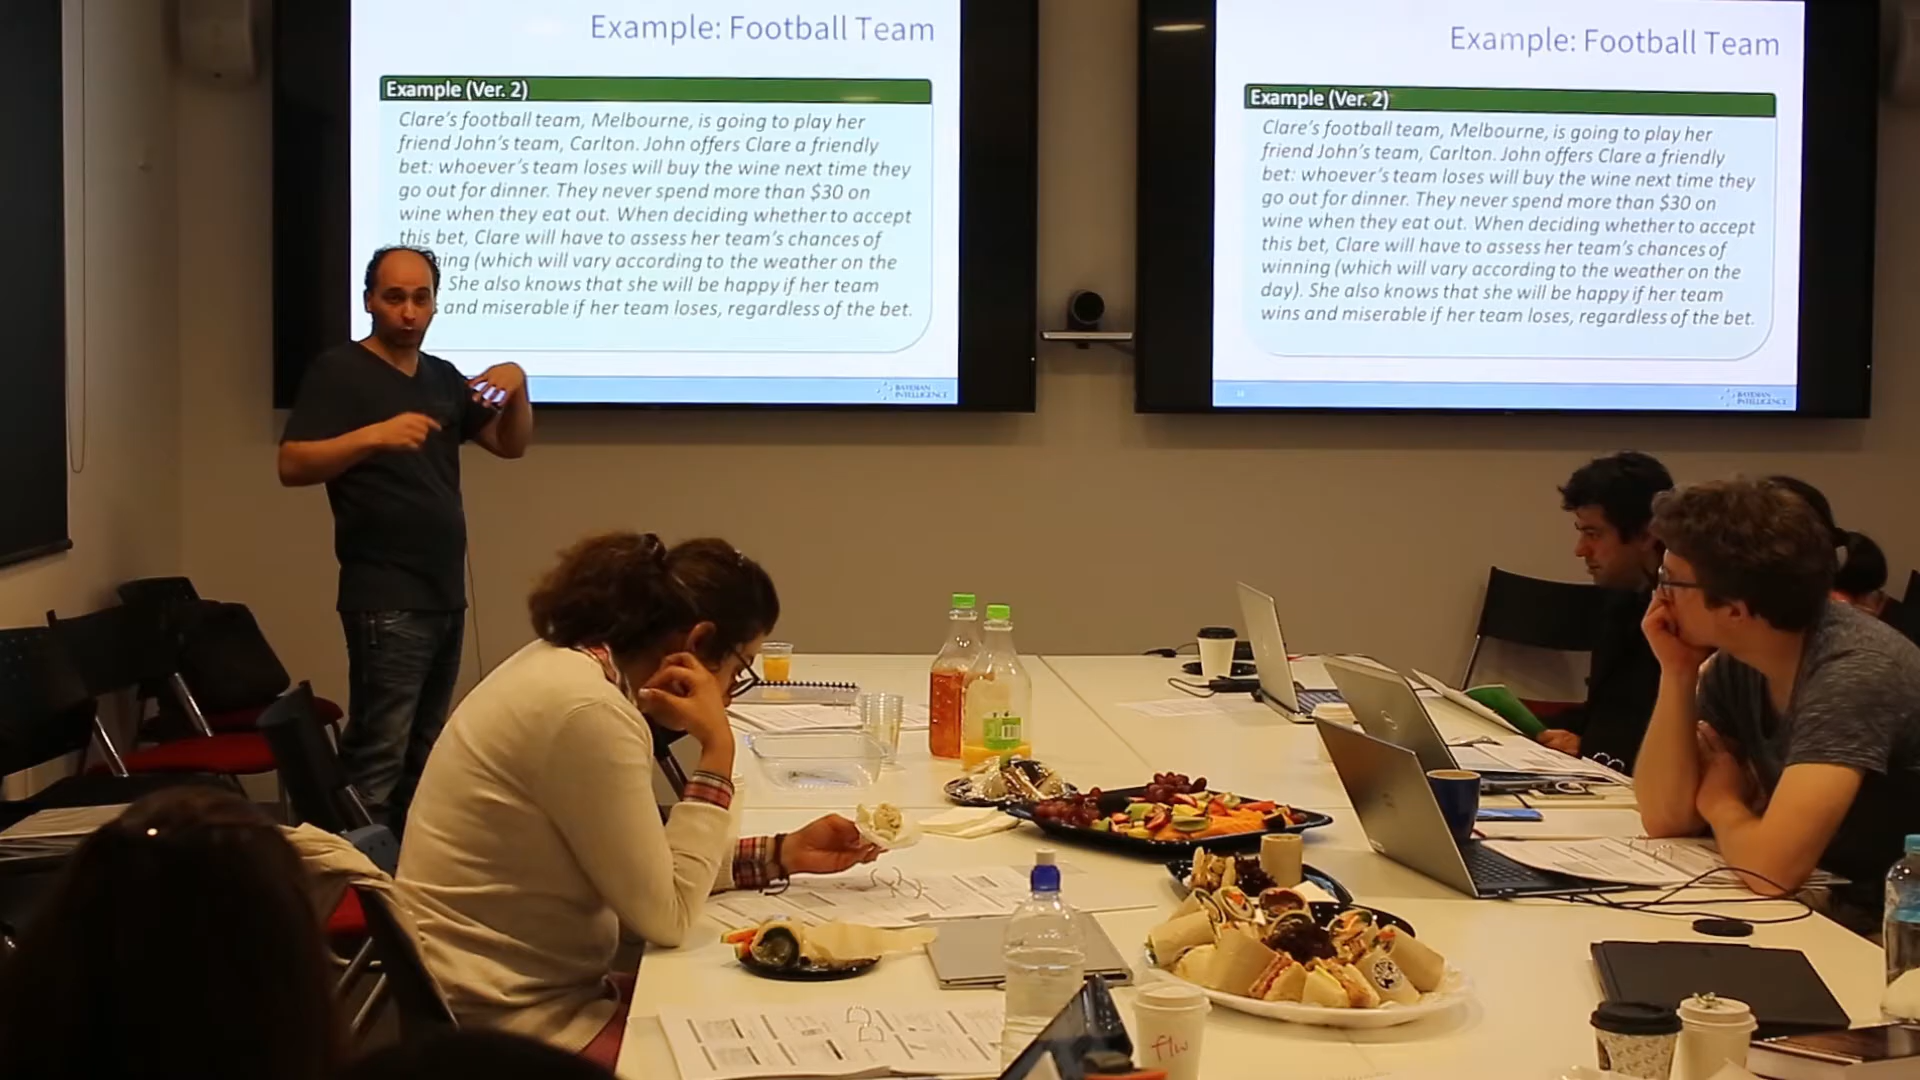 Example: Football Team
Example (Ver. 2)
Clare's football team, Melbourne, is going to play her
friend John's team, Carlton. John offers Clare a friendly
bet: whoever's team loses will buy the wine next time they
go out for dinner. They never spend more than $30 on
wine when they eat out. When deciding whether to accept
this bet, Clare will have to assess her team's chances of
ing (which will vary according to the weather on the
She also knows that she will be happy if her team
and miserable if her team loses, regardless of the bet.
BAYESIAN
INTELLIGENCE
Example: Football Team
Example (Ver. 2)
Clare's football team, Melbourne, is going to play her
friend John's team, Carlton. John offers Clare a friendly
bet: whoever's team loses will buy the wine next time they
go out for dinner. They never spend more than $30 on
wine when they eat out. When deciding whether to accept
this bet, Clare will have to assess her team's chances of
winning (which will vary according to the weather on the
day). She also knows that she will be happy if her team
wins and miserable if her team loses, regardless of the bet.
BAYESIAN
INTELLIGENCE
flw